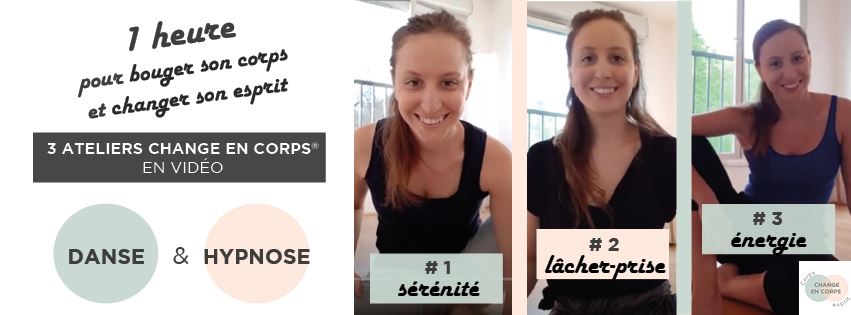 1 heure
pour bouger son corps
et changer son esprit
3 ATELIERS CHANGE EN CORPS®
EN VIDÉO
DANSE & HYPNOSE
# 1
sérénité
# 2
lâcher-prise
# 3
énergie
Corps
CHANGE
EN CORPS
esprit